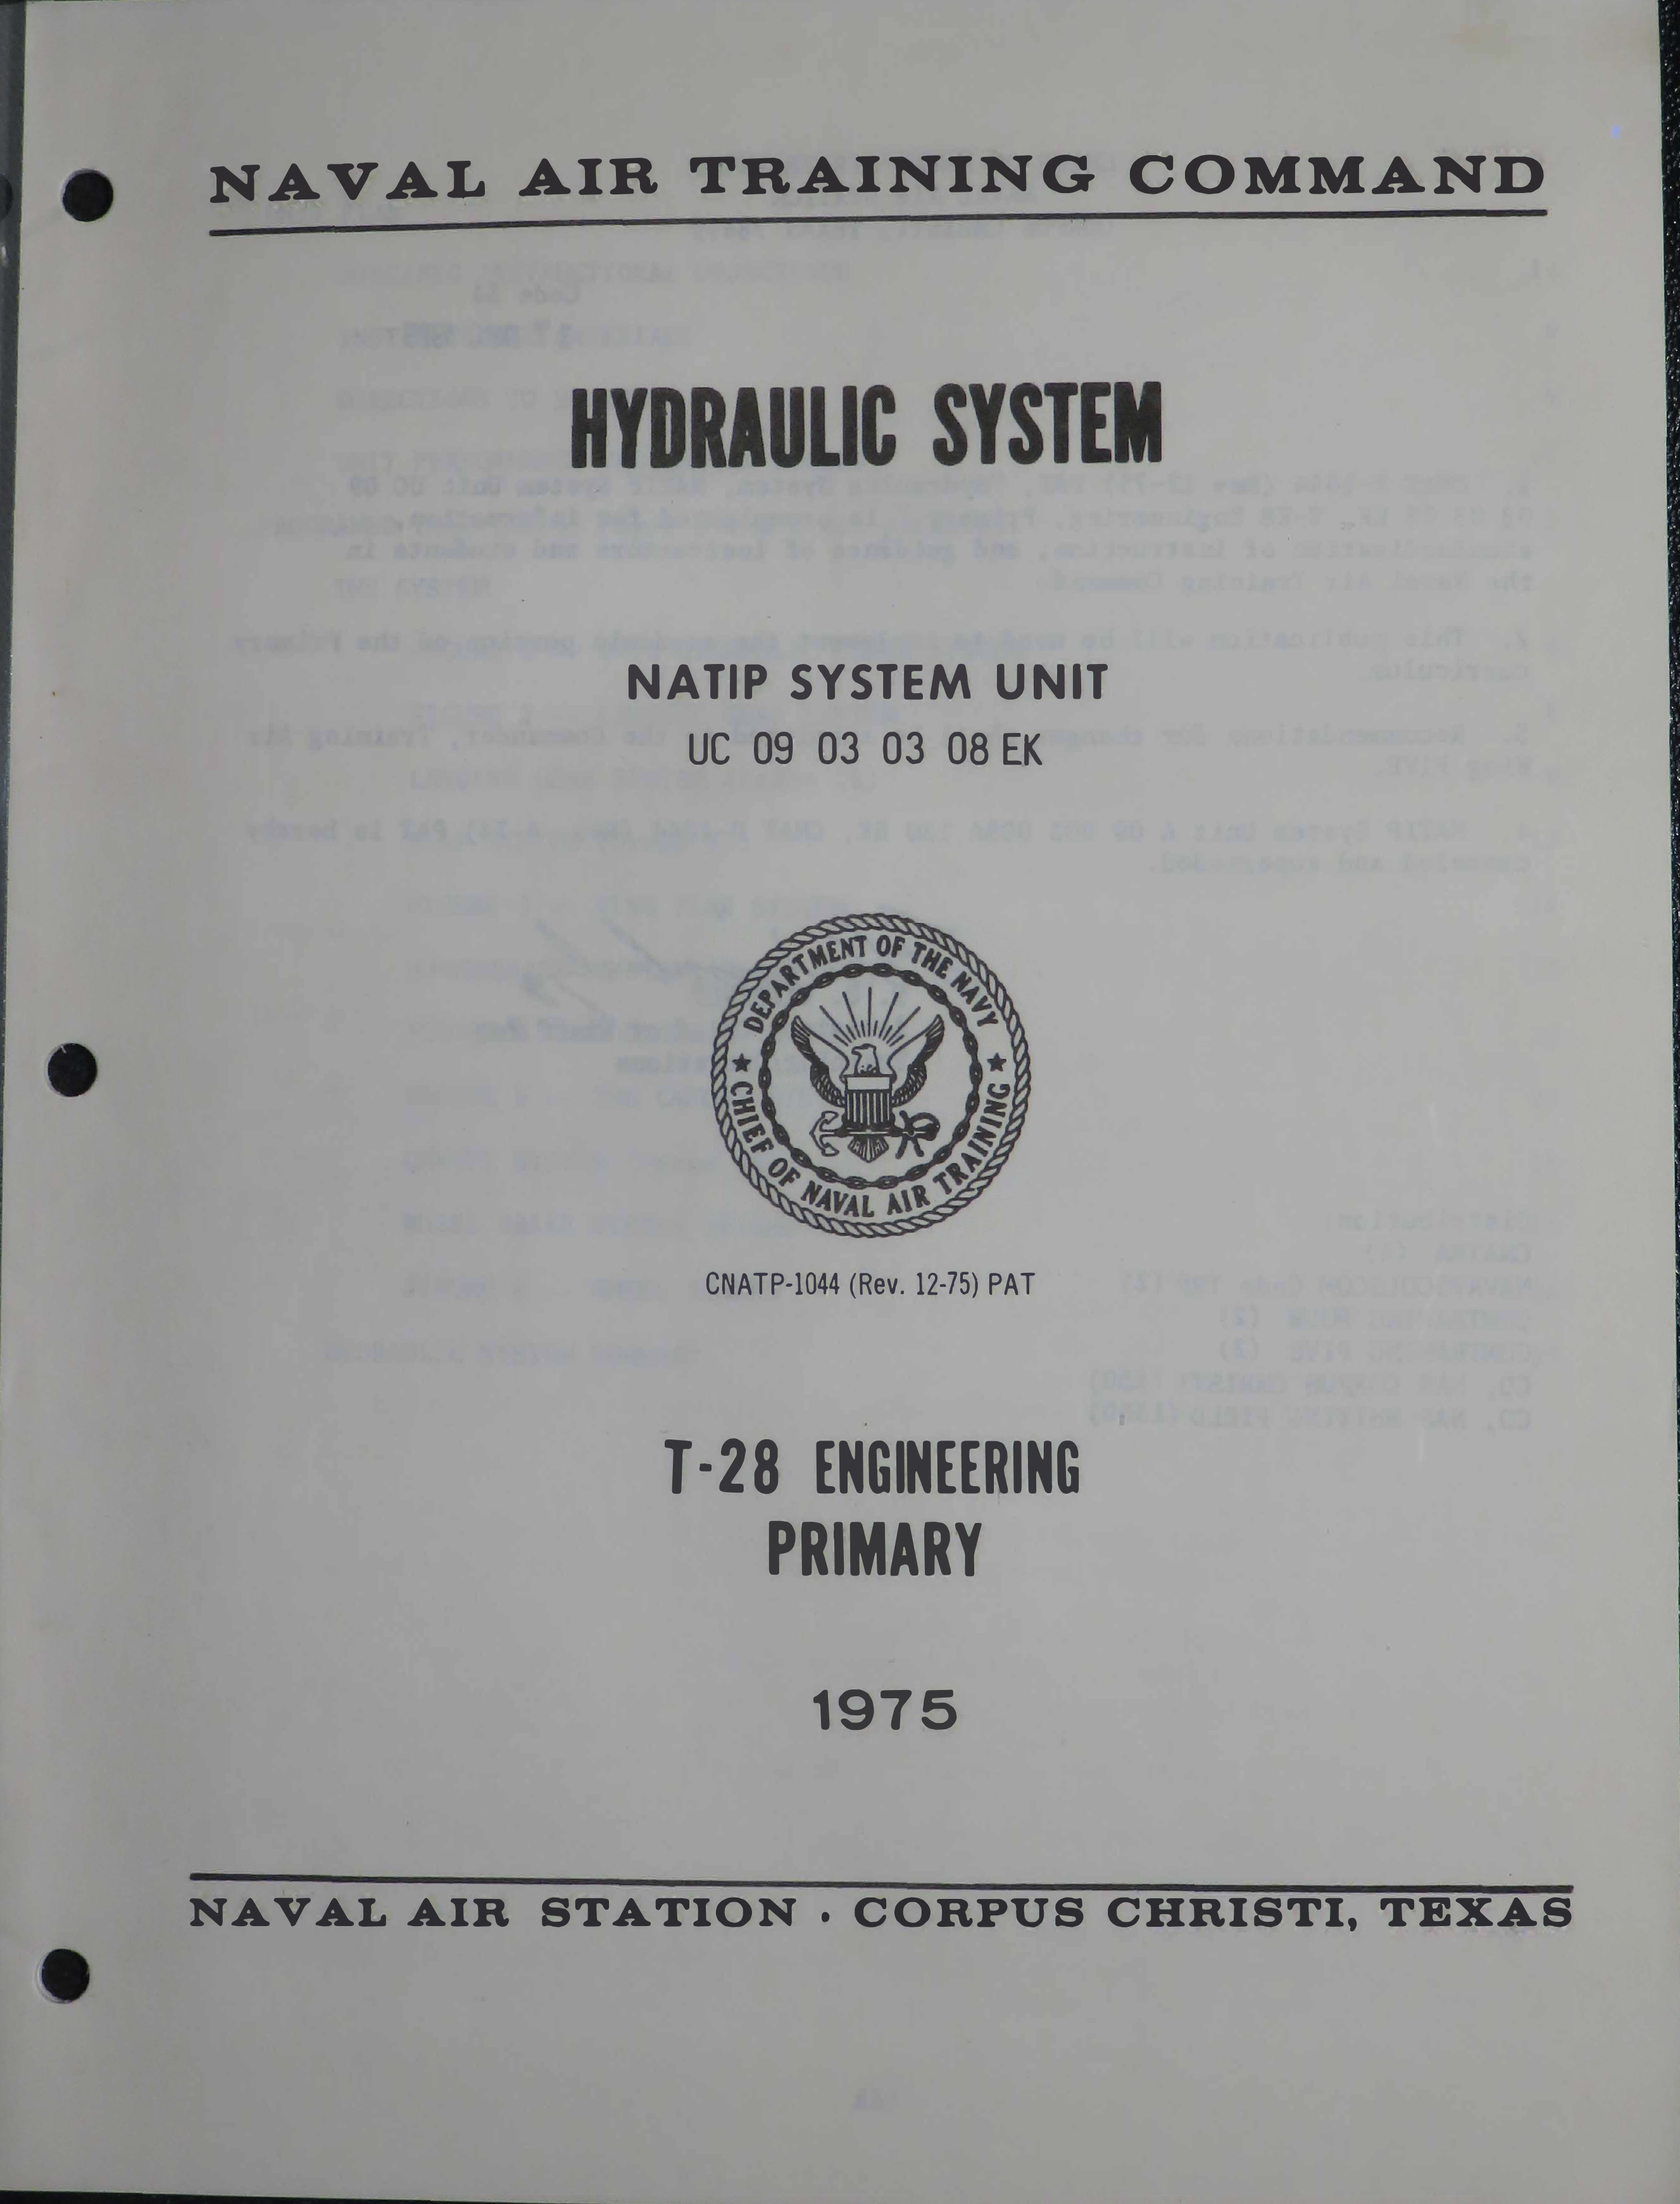 NAVAL AIR TRAINING COMMAND
HYDRAULIC SYSTEM
NATIP SYSTEM UNIT
UC 09 03 03 08 EK
DEPARTMENT OF THE NAVY
CHIEF OF NAVAL AIR TRAINING
CNATP-1044 (Rev. 12-75) PAT
T-28 ENGINEERING
PRIMARY
1975
NAVAL AIR STATION · CORPUS CHRISTI, TEXAS